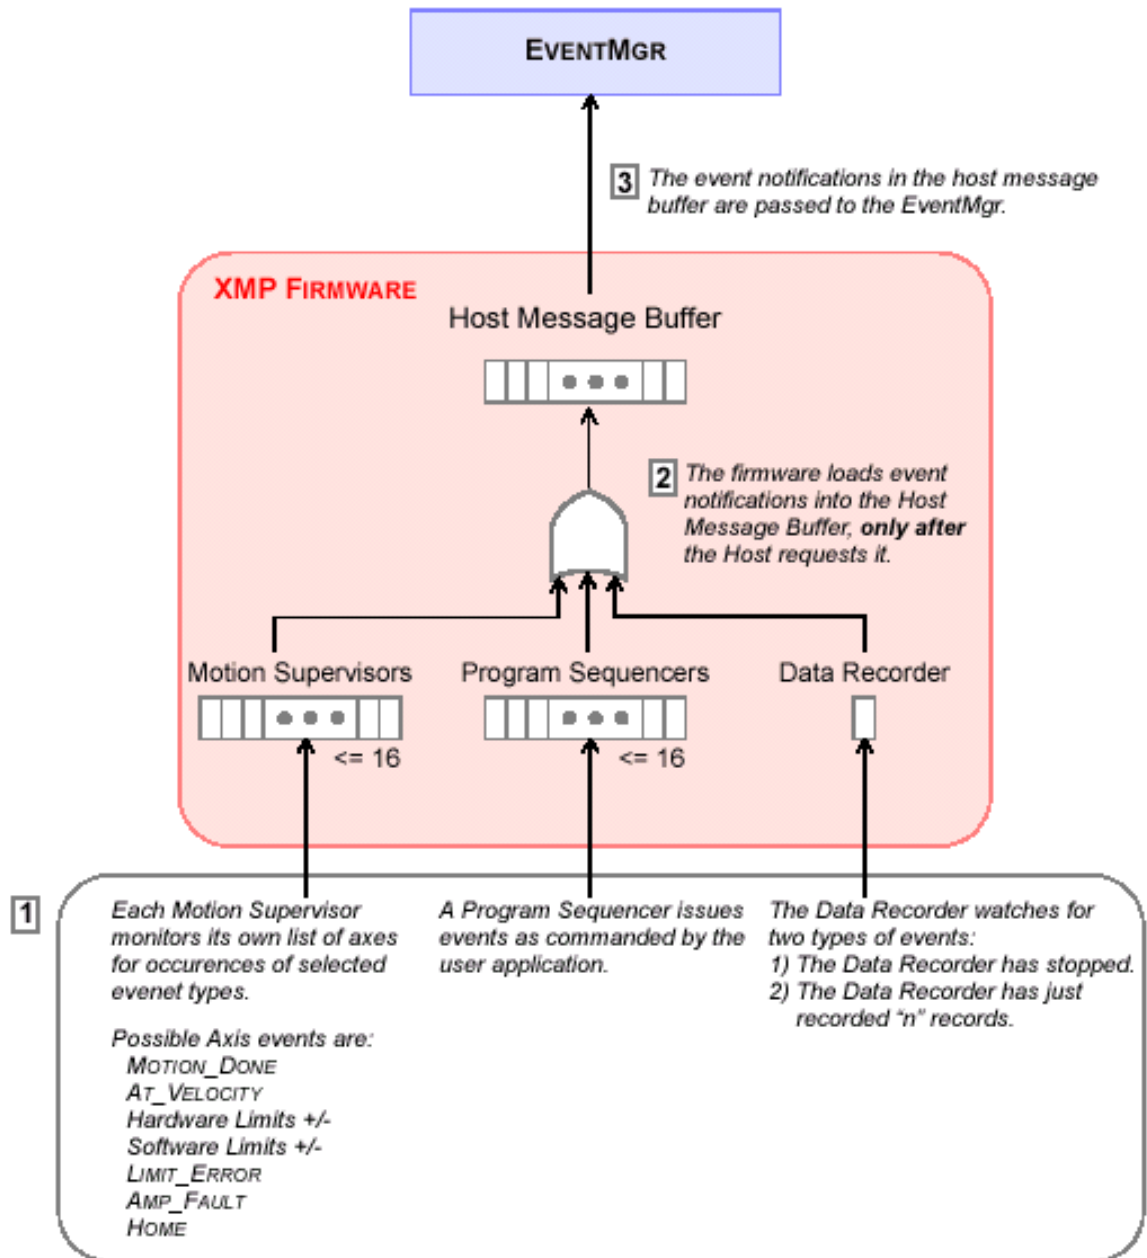 EVENTMGR
3 The event notifications in the host message
buffer are passed to the EventMgr.
XMP FIRMWARE
Host Message Buffer
2 The firmware loads event
notifications into the Host
Message Buffer, only after
the Host requests it.
Motion Supervisors
Program Sequencers
Data Recorder
<= 16
<= 16
1
Each Motion Supervisor
monitors its own list of axes
for occurences of selected
evenet types.
Possible Axis events are:
MOTION_DONE
AT_VELOCITY
Hardware Limits +/-
Software Limits +/-
LIMIT_ERROR
AMP_FAULT
HOME
A Program Sequencer issues
events as commanded by the
user application.
The Data Recorder watches for
two types of events:
1) The Data Recorder has stopped.
2) The Data Recorder has just
recorded “n” records.